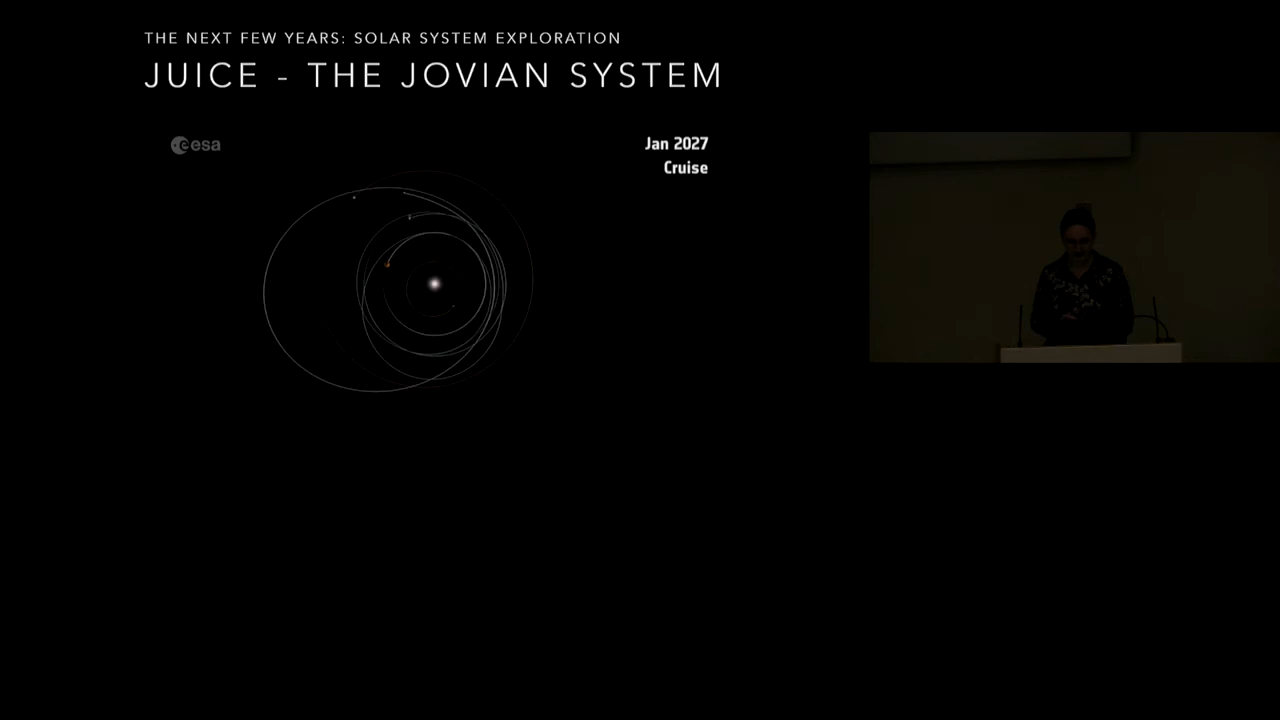 THE NEXT FEW YEARS: SOLAR SYSTEM EXPLORATION
JUICE - THE JOVIAN SYSTEM
esa
Jan 2027
Cruise